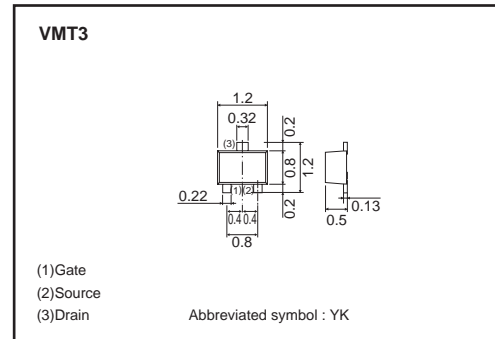 VMT3
1.2
0.32
0.2
(3)
0.8
1.2
0.22
(1) (2)
0.2
0.13
0.4 0.4
0.5
0.8
(1)Gate
(2)Source
(3)Drain
Abbreviated symbol : YK